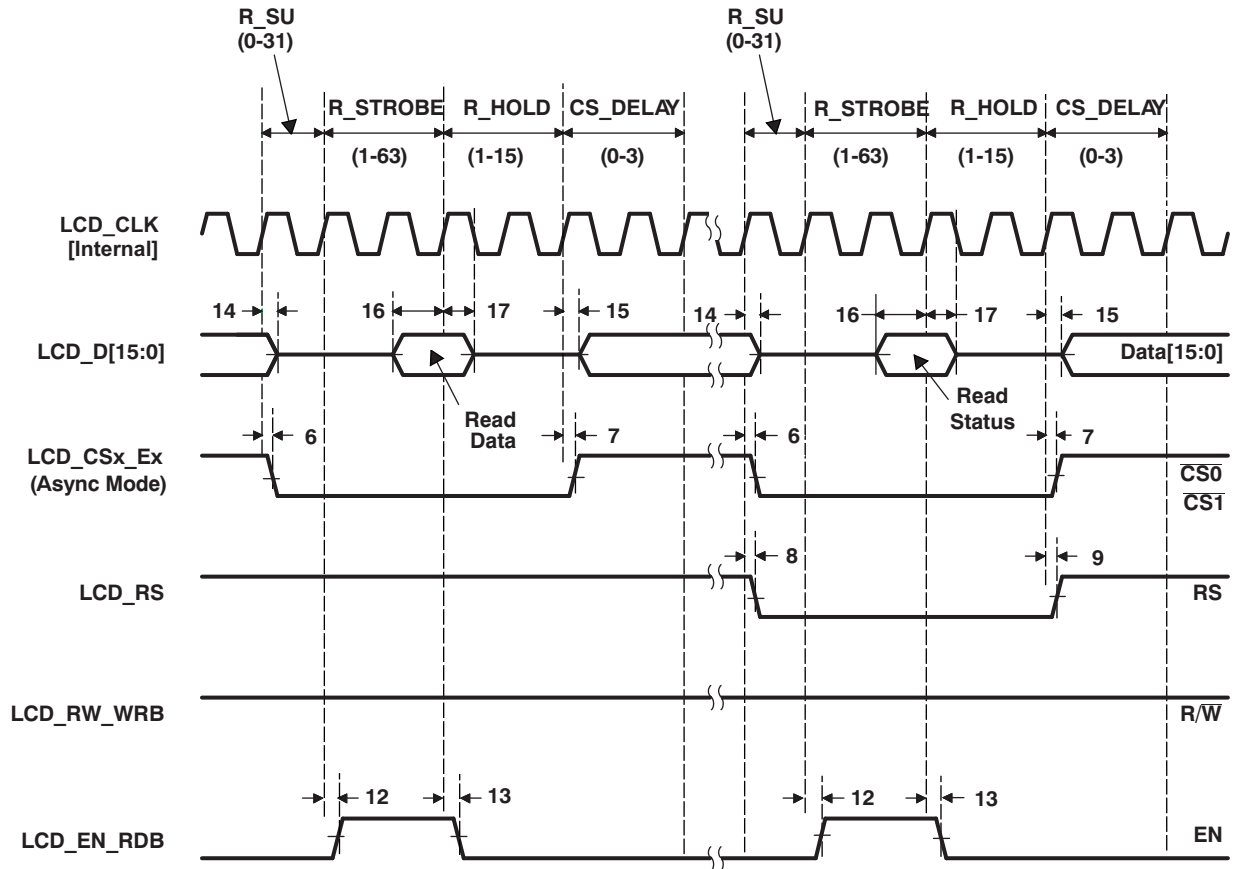 R_SU
(0-31)
R_SU
(0-31)
R_STROBE R_HOLD CS_DELAY
R_STROBE R_HOLD CS_DELAY
(1-63) (1-15) (0-3)
(1-63) (1-15) (0-3)
LCD_CLK
[Internal]
14 16 17 15
14 16 17 15
LCD_D[15:0]
Data[15:0]
Read
Data
Read
Status
6 7
6 7
LCD_CSx_Ex
(Async Mode)
CS0
CS1
8 9
LCD_RS
RS
LCD_RW_WRB
R/W
12 13
12 13
LCD_EN_RDB
EN